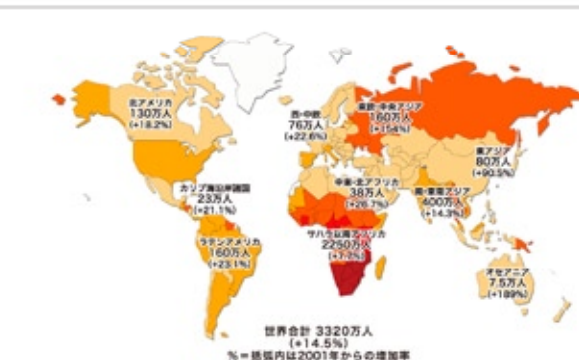 北アメリカ
130万人
(+18.2%)
西・中欧
76万人
(+22.6%)
東欧・中央アジア
160万人
(+154%)
東アジア
80万人
(+90.5%)
カリブ海沿岸諸国
23万人
(+21.1%)
中東・北アフリカ
38万人
(+26.7%)
南・東南アジア
400万人
(+14.3%)
ラテンアメリカ
160万人
(+23.1%)
サハラ以南アフリカ
2250万人
(+7.7%)
オセアニア
7.5万人
(+189%)
世界合計 3320万人
(+14.5%)
%=括弧内は2001年からの増加率